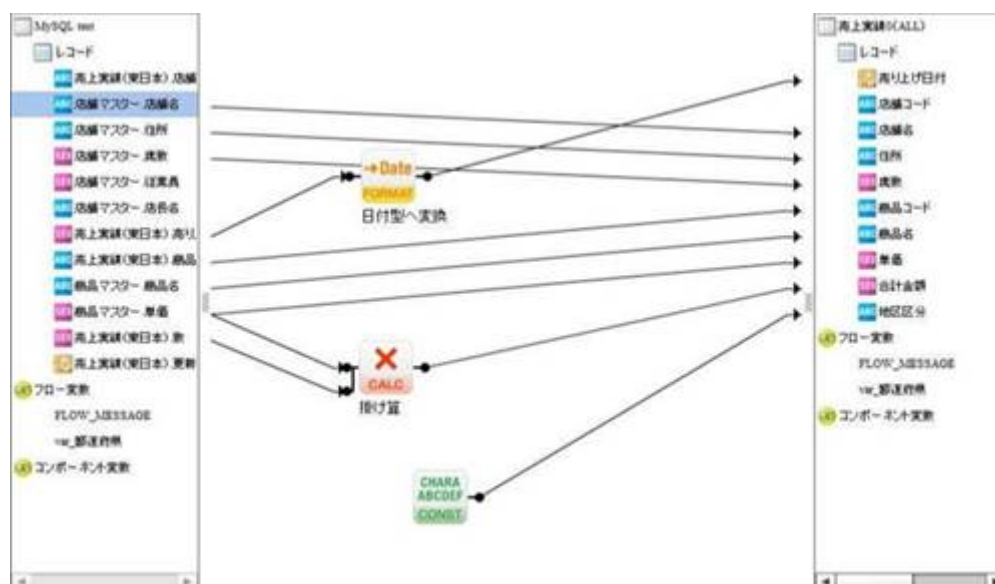 MySQL test
レコード
売上実績(東日本).店舗
店舗マスター.店舗名
店舗マスター.住所
店舗マスター.席数
店舗マスター.従業員
店舗マスター.店長名
売上実績(東日本).売り.
売上実績(東日本).商品
商品マスター.商品名
商品マスター.単価
売上実績(東日本).数
売上実績(東日本).更新
フロー変数
FLOW_MESSAGE
var_都道府県
コンポーネント変数
→Date
FORMAT
日付型へ変換
CALC
掛け算
CHARA
ABCDEF
CONST
売上実績0(ALL)
レコード
売り上げ日付
店舗コード
店舗名
住所
席数
商品コード
商品名
単価
合計金額
地区区分
フロー変数
FLOW_MESSAGE
var_都道府県
コンポーネント変数